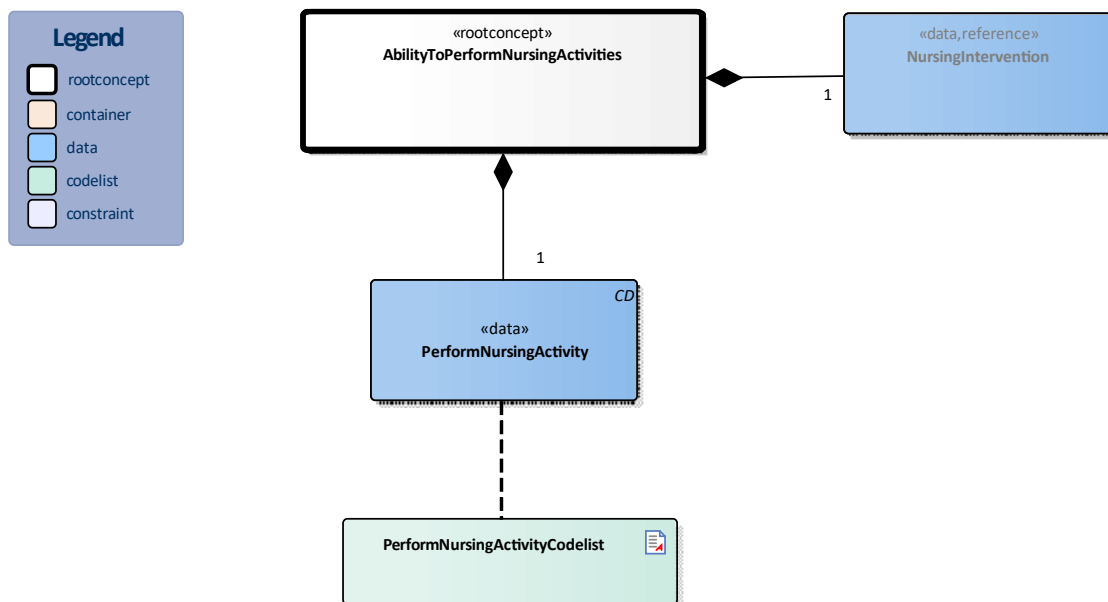 Legend
rootconcept
container
data
codelist
constraint
«rootconcept»
AbilityToPerformNursingActivities
«data,reference»
NursingIntervention
1
1
CD
«data»
PerformNursingActivity
PerformNursingActivityCodelist